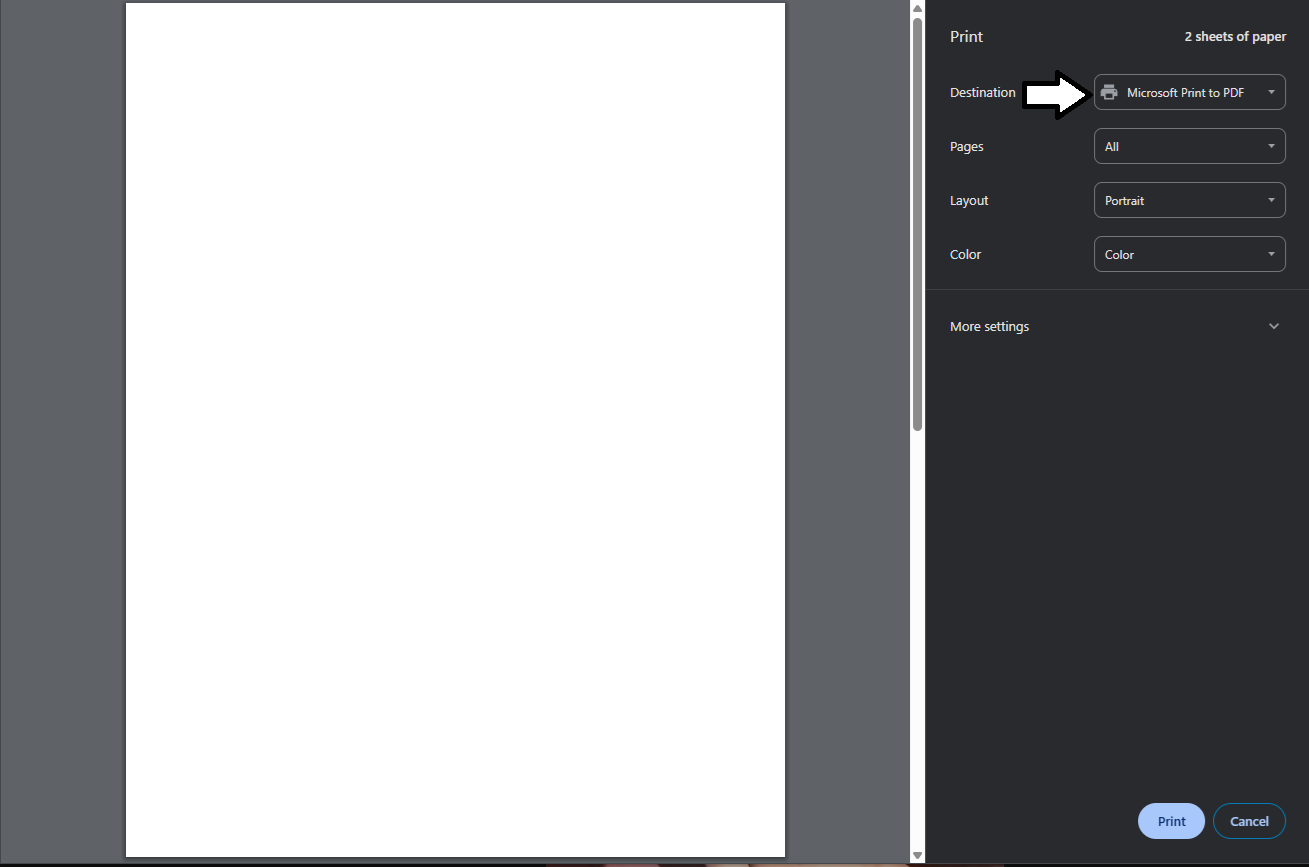 Print 2 sheets of paper
Destination Microsoft Print to PDF
Pages All
Layout Portrait
Color Color
More settings
Print Cancel